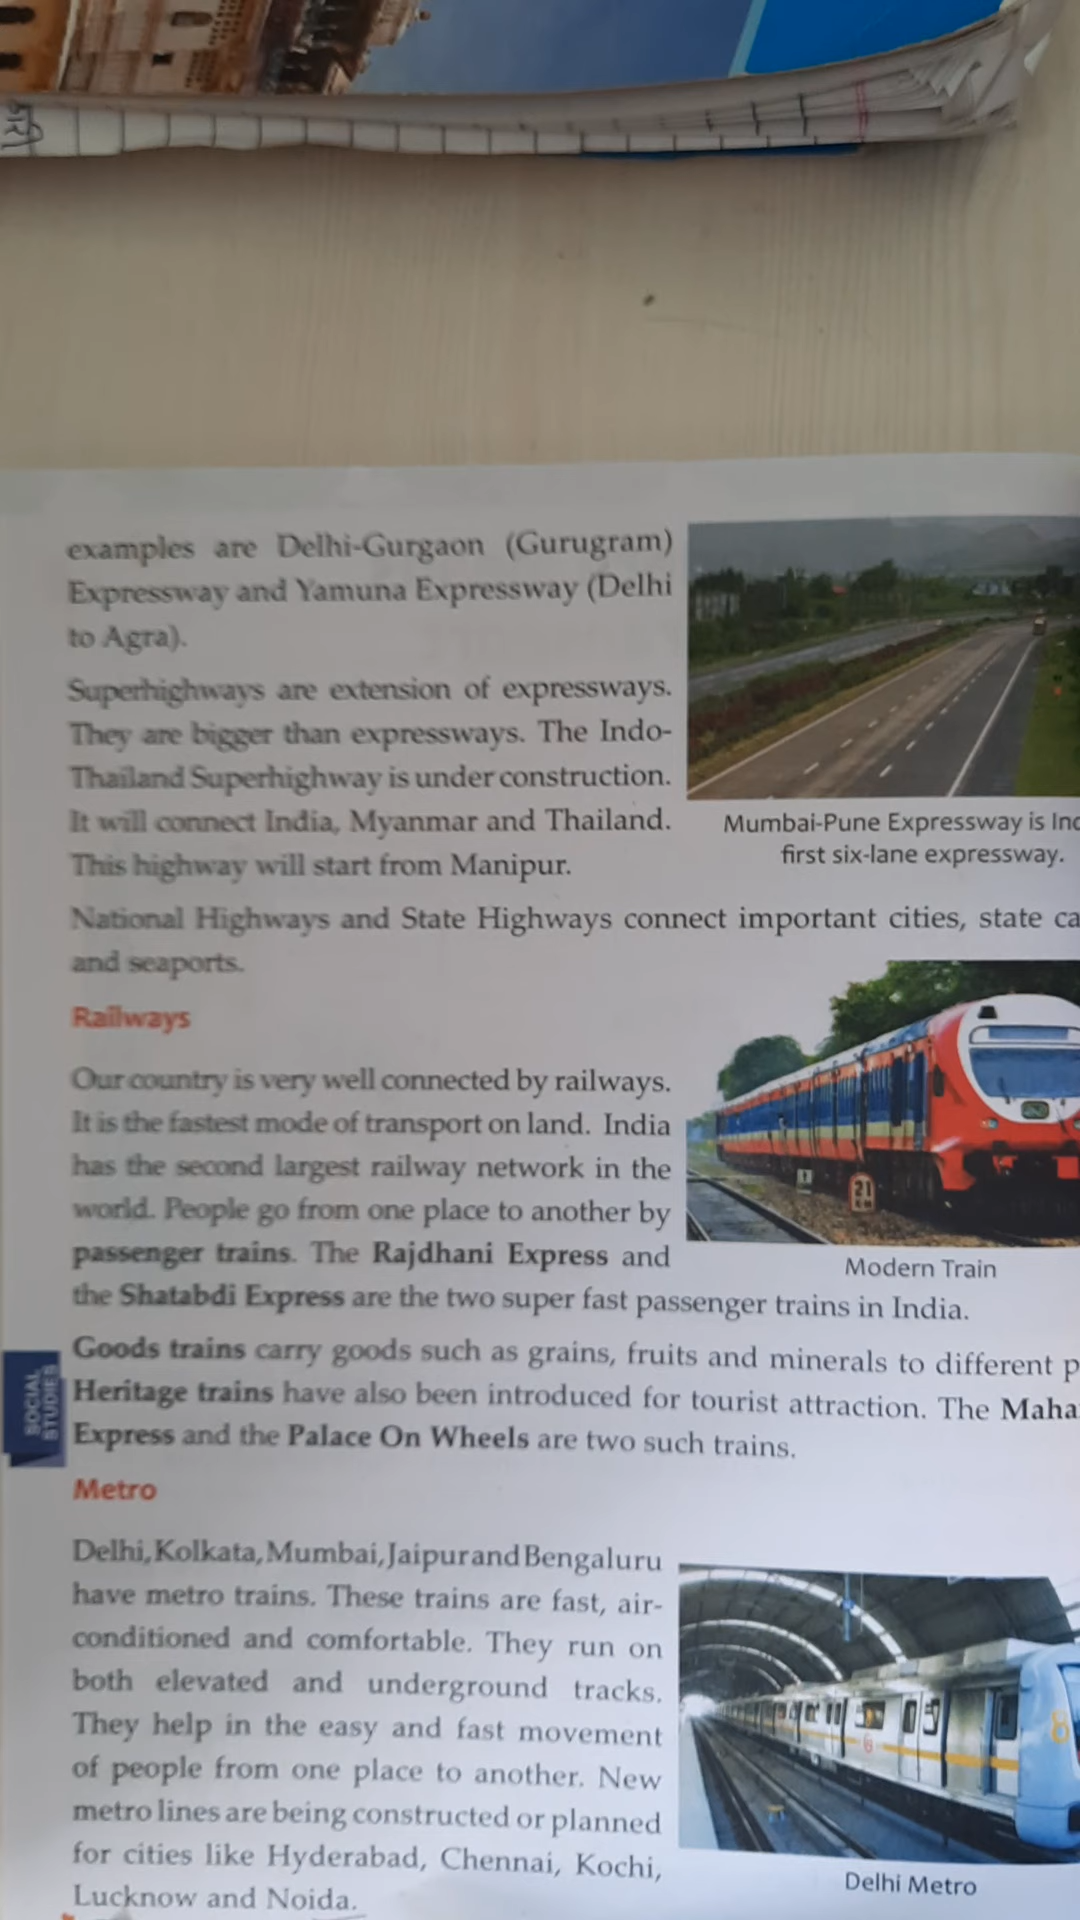 examples are Delhi-Gurgaon (Gurugram)
Expressway and Yamuna Expressway (Delhi
to Agra).
Superhighways are extension of expressways.
They are bigger than expressways. The Indo-
Thailand Superhighway is under construction.
It will connect India, Myanmar and Thailand.
This highway will start from Manipur.
Mumbai-Pune Expressway is
first six-lane expressway.
National Highways and State Highways connect important cities, state
and seaports.
Railways
Our country is very well connected by railways.
It is the fastest mode of transport on land. India
has the second largest railway network in the
world. People go from one place to another by
passenger trains. The Rajdhani Express and
the Shatabdi Express are the two super fast passenger trains in India.
Modern Train
Goods trains carry goods such as grains, fruits and minerals to different
Heritage trains have also been introduced for tourist attraction. The
Express and the Palace On Wheels are two such trains.
SOCIAL
STUDIES
Metro
Delhi, Kolkata, Mumbai, Jaipur and Bengaluru
have metro trains. These trains are fast, air-
conditioned and comfortable. They run on
both elevated and underground tracks.
They help in the easy and fast movement
of people from one place to another. New
metro lines are being constructed or planned
for cities like Hyderabad, Chennai, Kochi,
Lucknow and Noida.
Delhi Metro